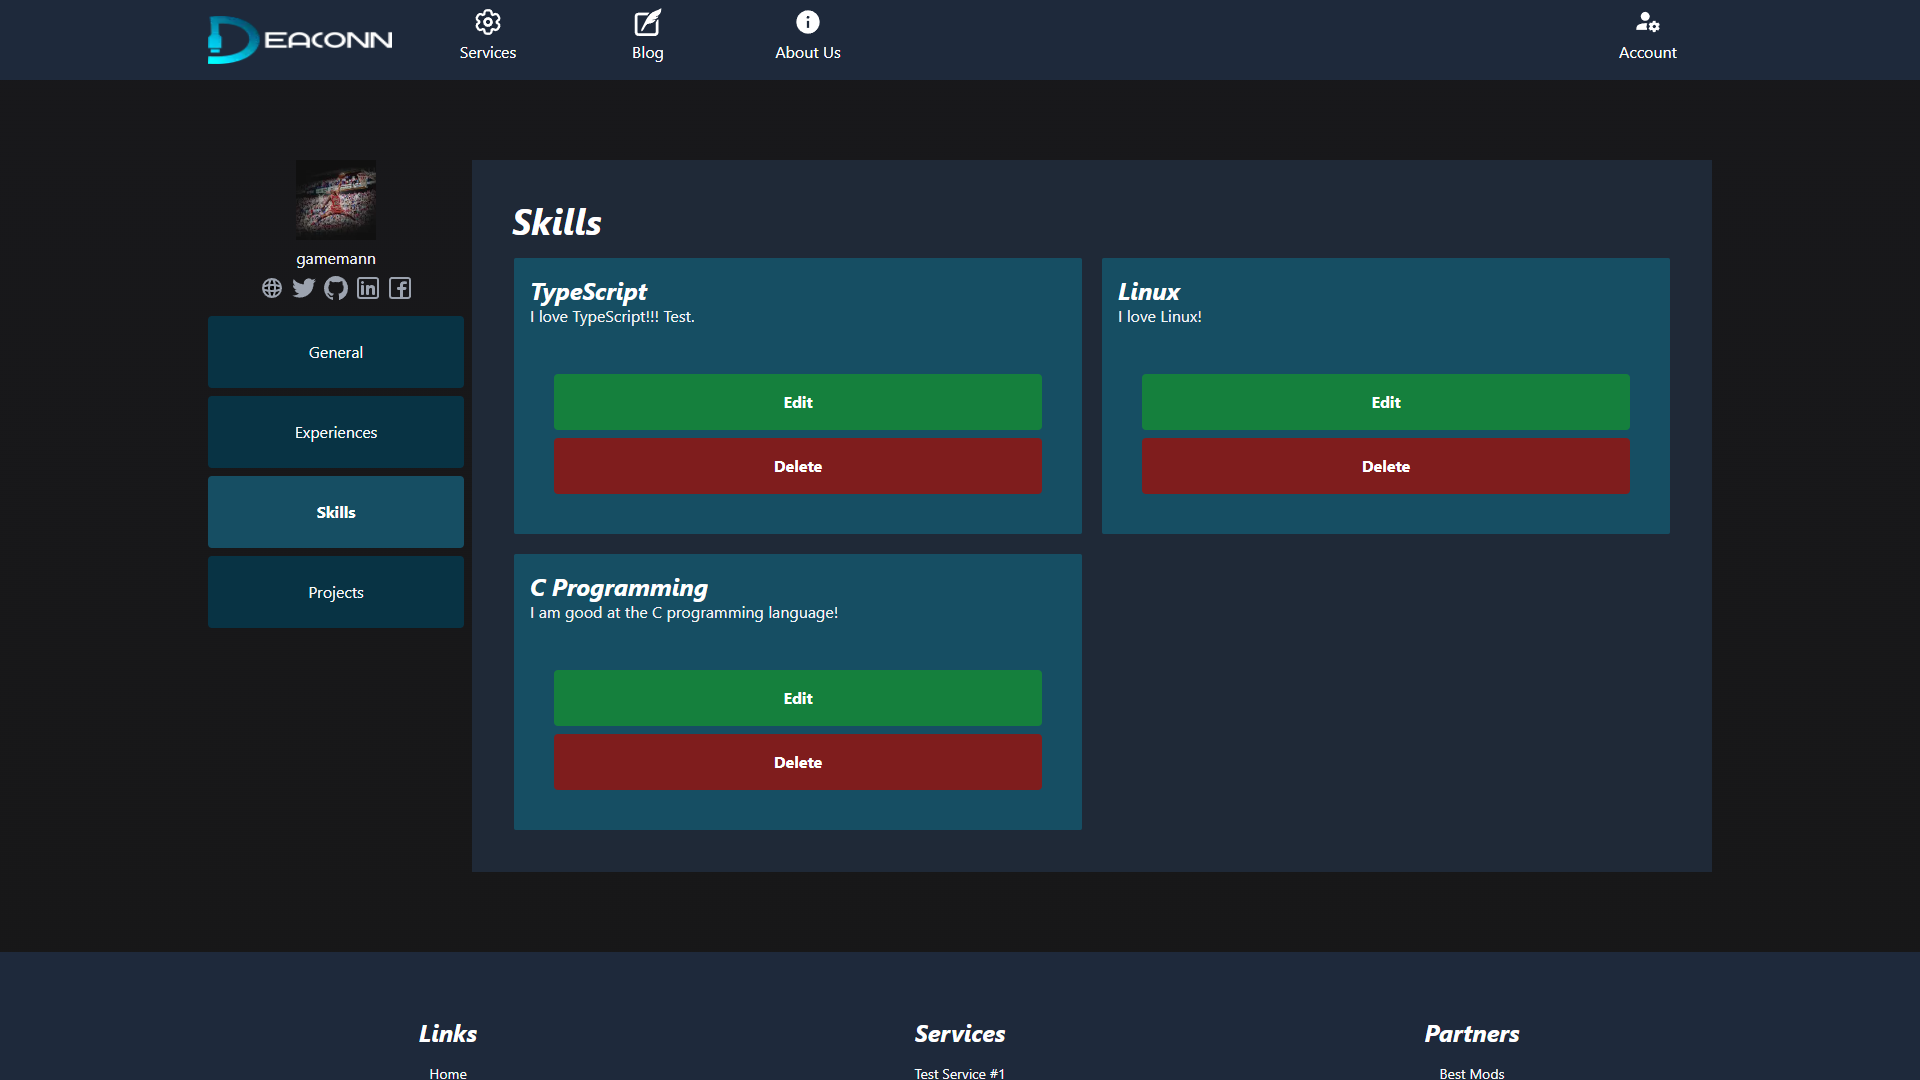 DEACONN
Services
Blog
About Us
Account
gamemann
General
Experiences
Skills
Projects
Skills
TypeScript
I love TypeScript!!! Test.
Edit
Delete
Linux
I love Linux!
Edit
Delete
C Programming
I am good at the C programming language!
Edit
Delete
Links
Home
Services
Test Service #1
Partners
Best Mods